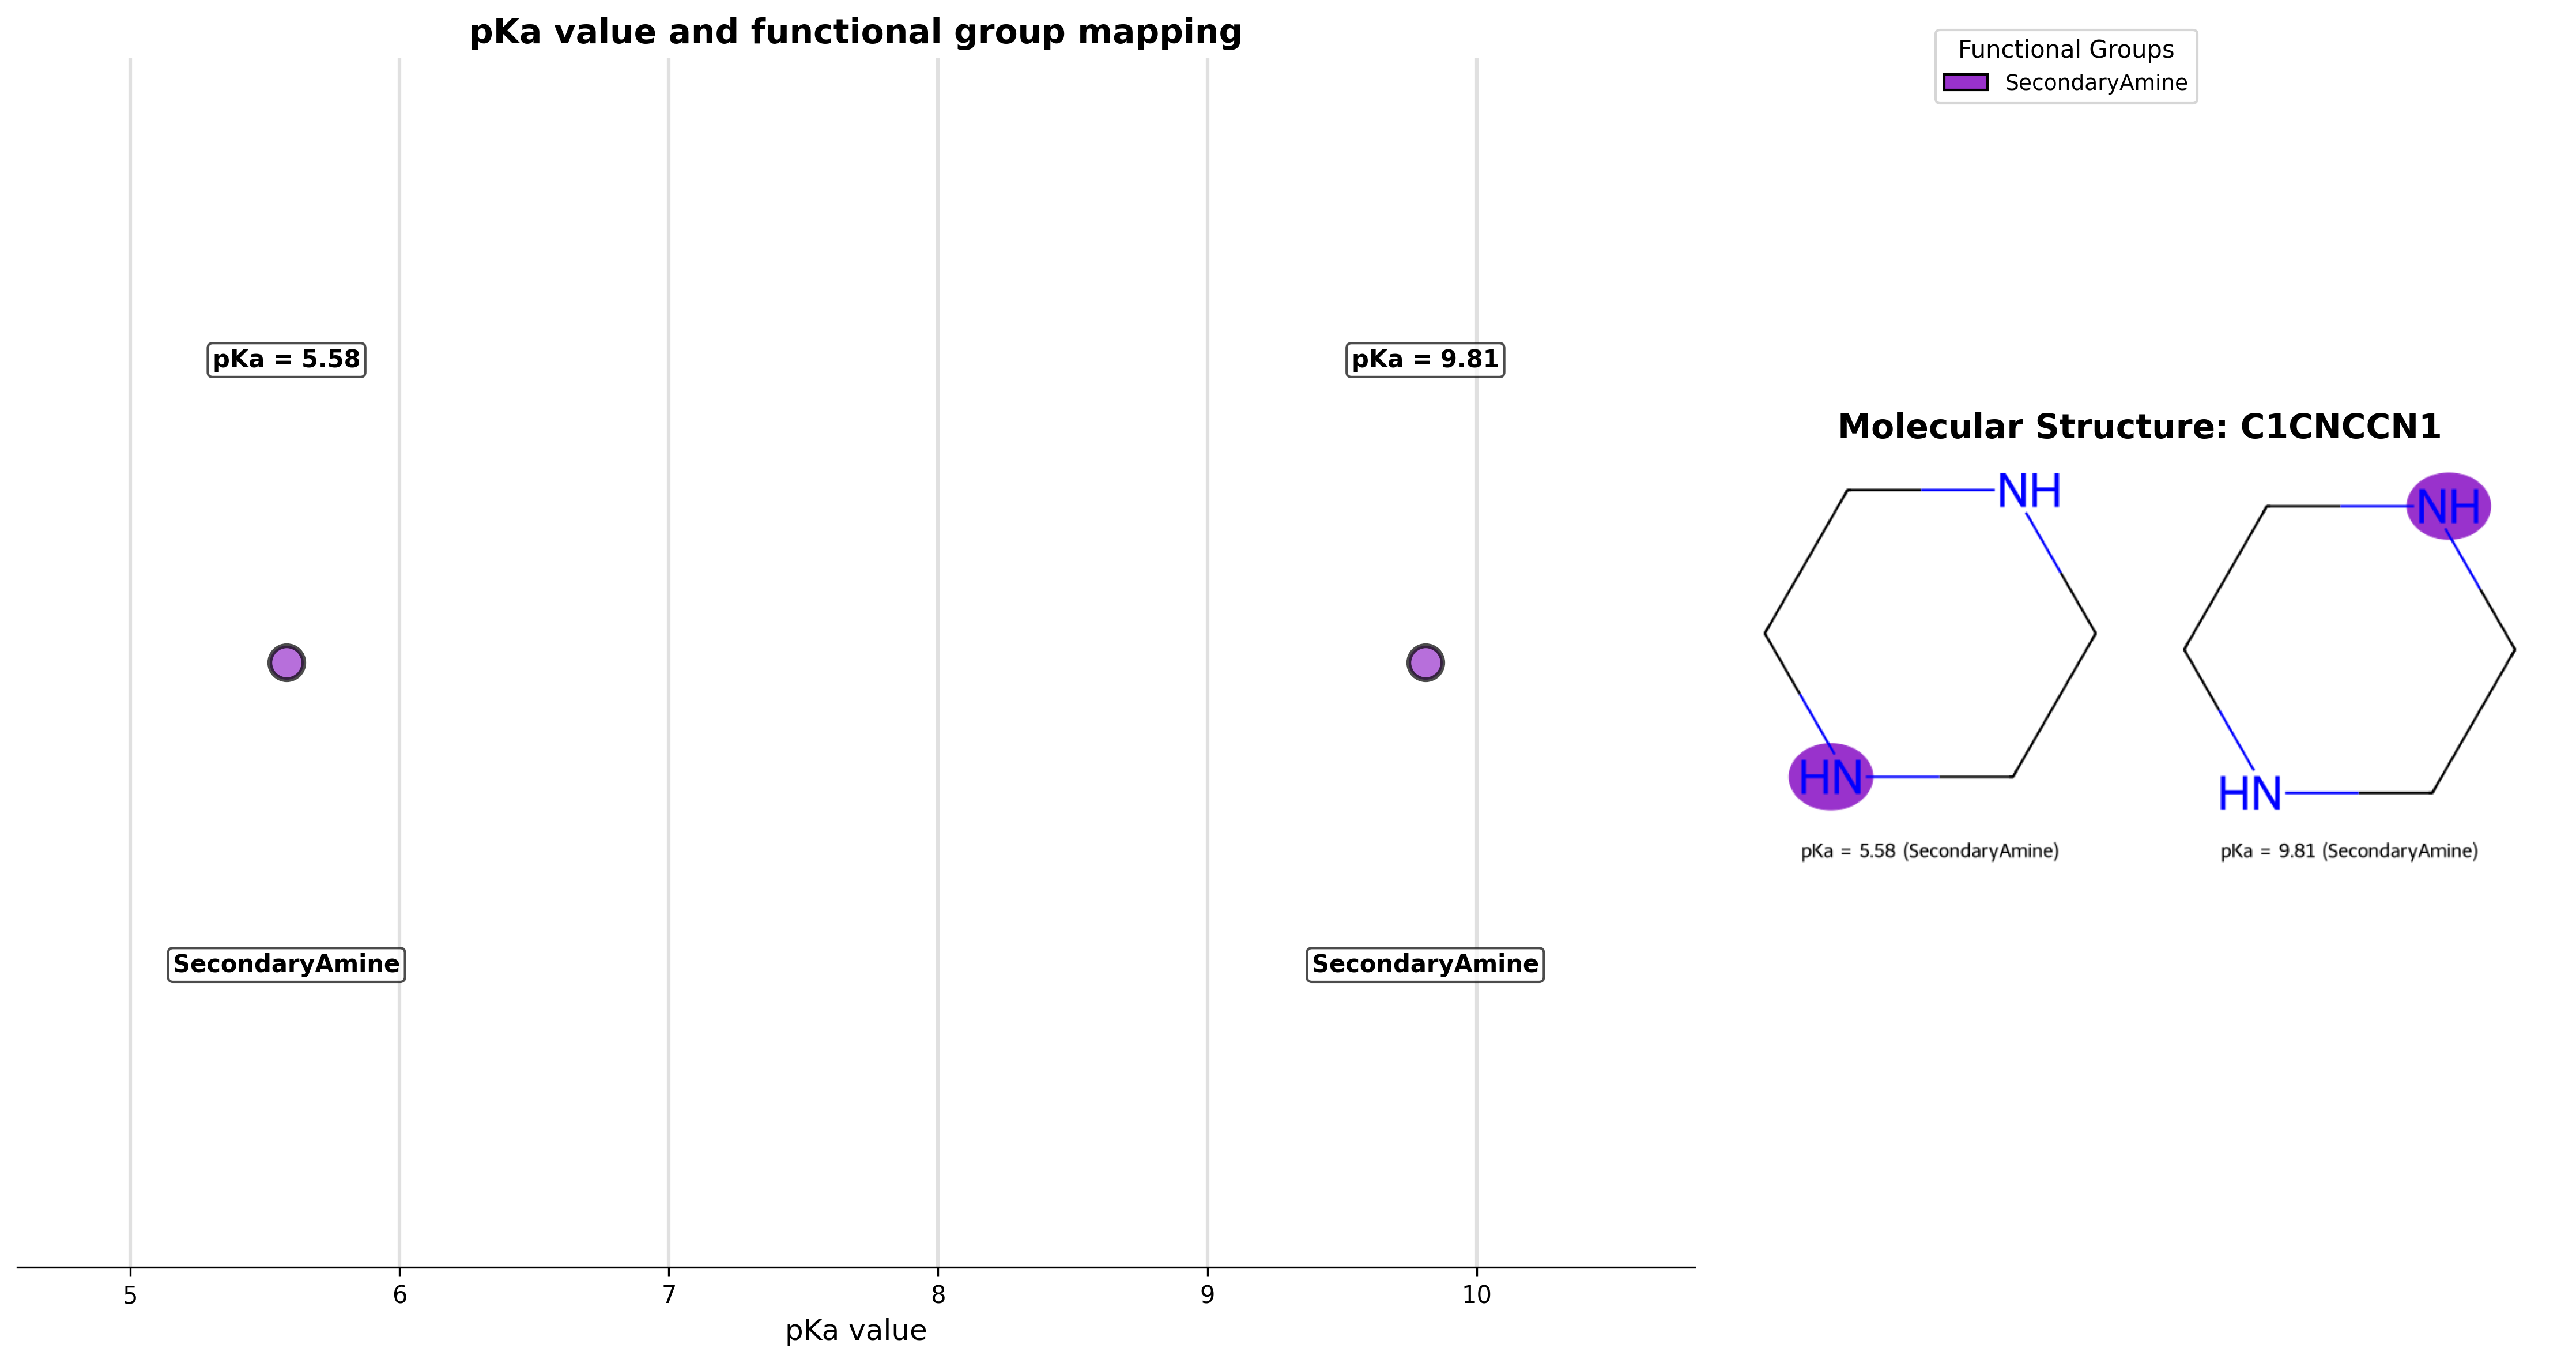 pKa value and functional group mapping
pKa = 5.58
pKa = 9.81
SecondaryAmine
SecondaryAmine
5
6
7
8
9
10
pKa value
Functional Groups
SecondaryAmine
Molecular Structure: C1CNCCN1
NH
HN
NH
HN
pKa = 5.58 (SecondaryAmine)
pKa = 9.81 (SecondaryAmine)